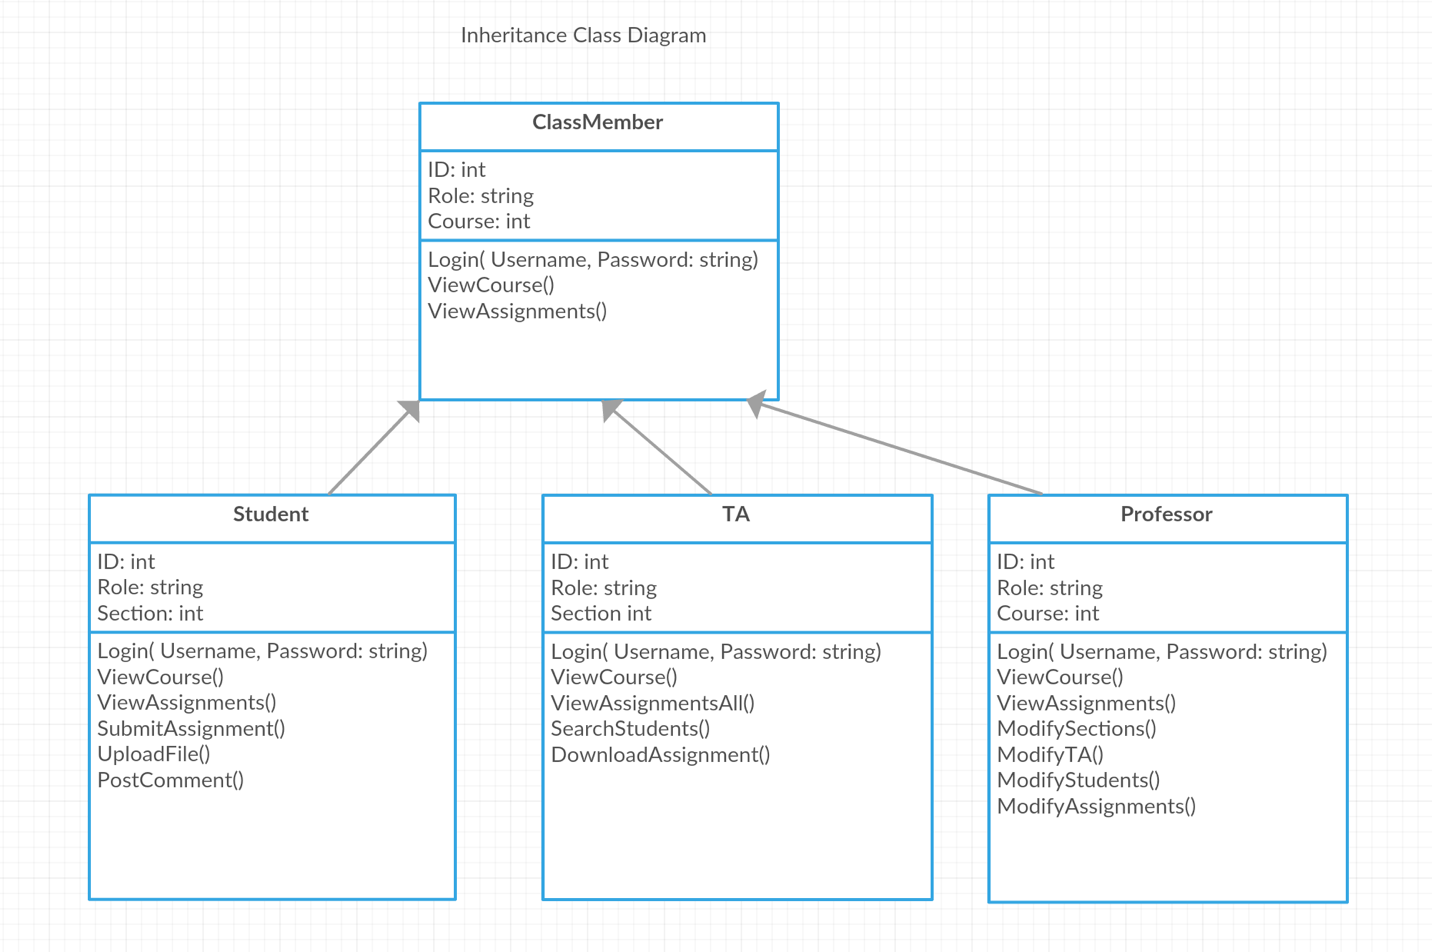 Inheritance Class Diagram
ClassMember
ID: int
Role: string
Course: int
Login( Username, Password: string)
ViewCourse()
ViewAssignments()
Student
ID: int
Role: string
Section: int
Login( Username, Password: string)
ViewCourse()
ViewAssignments()
SubmitAssignment()
UploadFile()
PostComment()
TA
ID: int
Role: string
Section int
Login( Username, Password: string)
ViewCourse()
ViewAssignmentsAll()
SearchStudents()
DownloadAssignment()
Professor
ID: int
Role: string
Course: int
Login( Username, Password: string)
ViewCourse()
ViewAssignments()
ModifySections()
ModifyTA()
ModifyStudents()
ModifyAssignments()